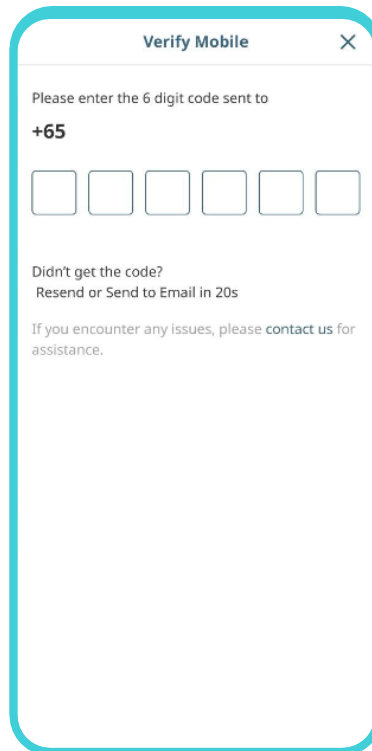 Verify Mobile
Please enter the 6 digit code sent to
+65
Didn’t get the code?
Resend or Send to Email in 20s
If you encounter any issues, please contact us for
assistance.